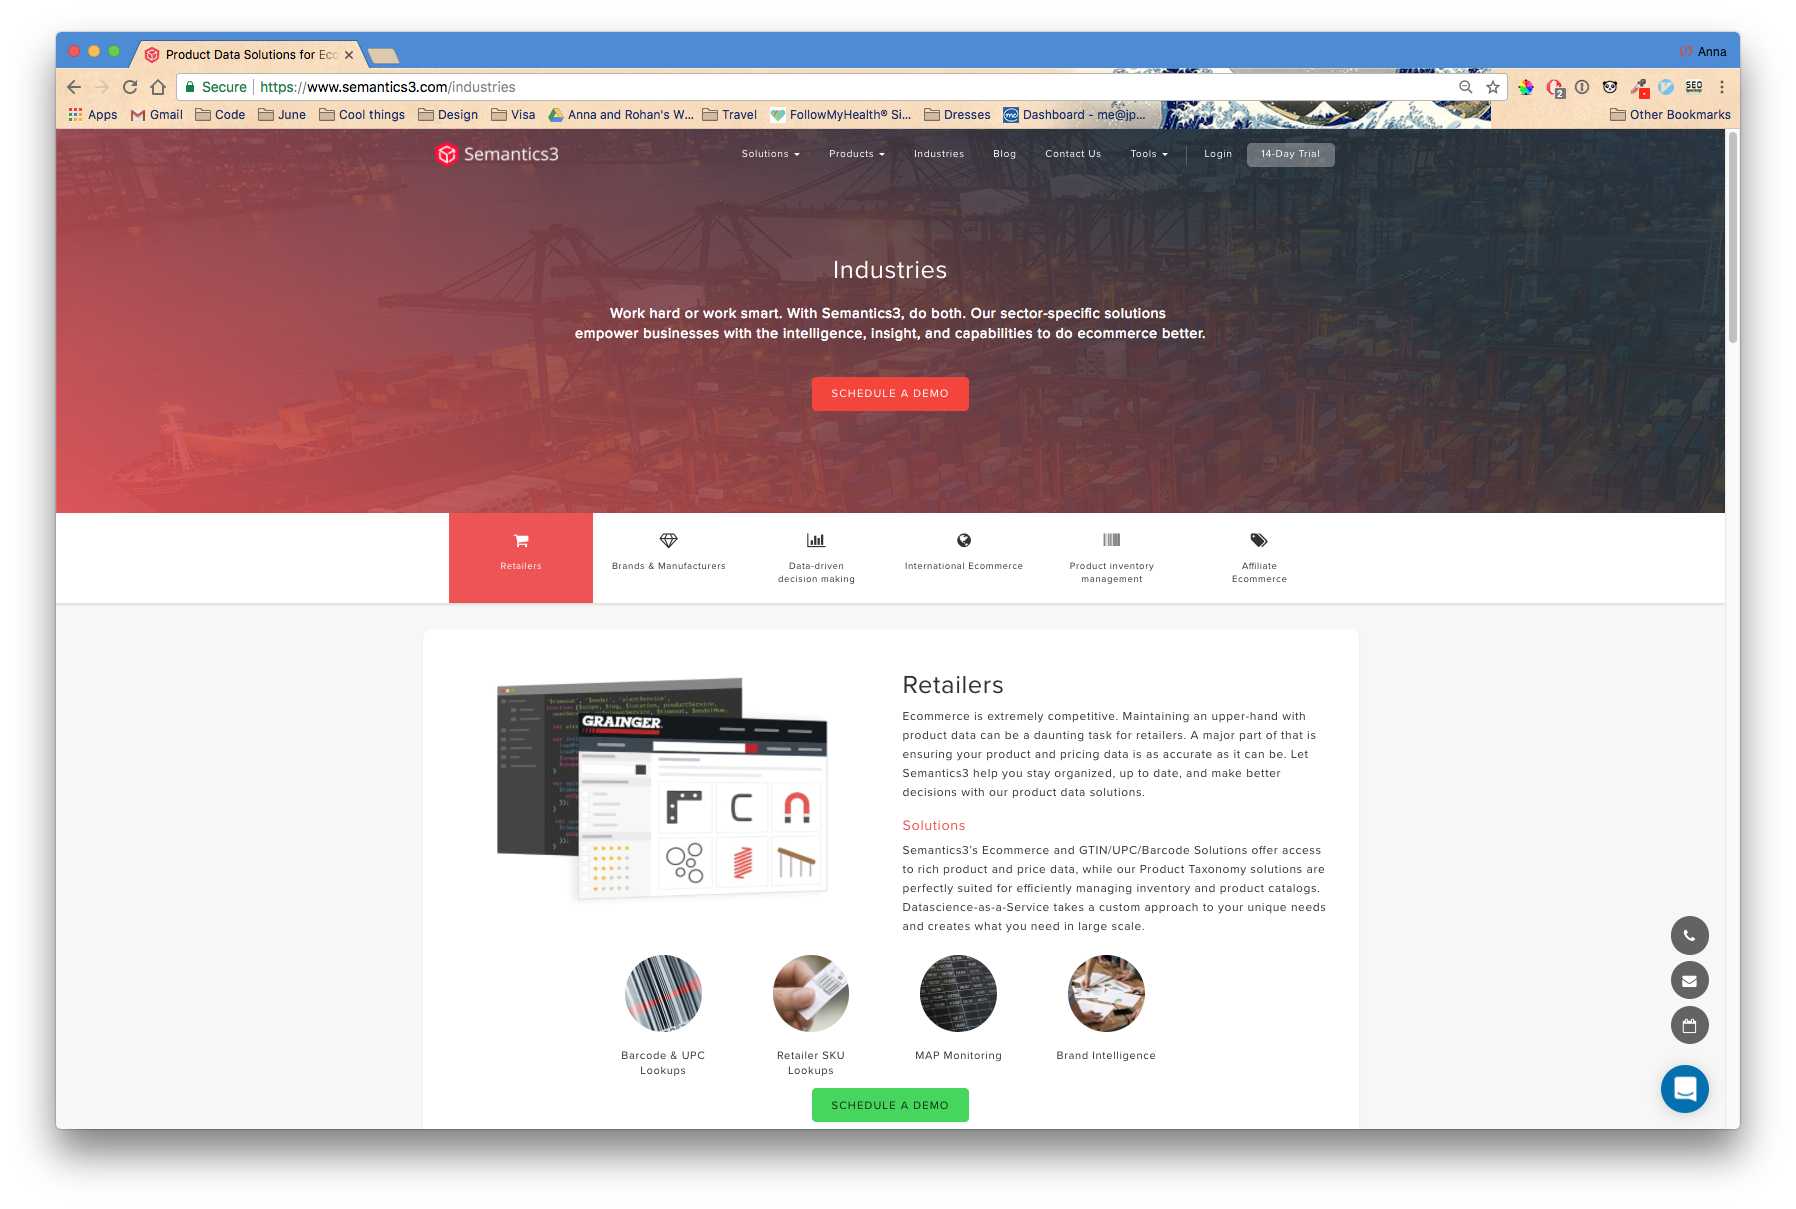 Product Data Solutions for Eco
Anna
Secure
https://www.semantics3.com/industries
2
SEO
Apps
Gmail
Code
June
Cool things
Design
Visa
Anna and Rohan's W...
Travel
FollowMyHealth® Si...
Dresses
me
Dashboard - me@jp...
Other Bookmarks
Semantics3
Solutions
Products
Industries
Blog
Contact Us
Tools
Login
14-Day Trial
Industries
Work hard or work smart. With Semantics3, do both. Our sector-specific solutions
empower businesses with the intelligence, insight, and capabilities to do ecommerce better.
SCHEDULE A DEMO
Retailers
Brands & Manufacturers
Data-driven
decision making
International Ecommerce
Product inventory
management
Affiliate
Ecommerce
GRAINGER
Retailers
Ecommerce is extremely competitive. Maintaining an upper-hand with
product data can be a daunting task for retailers. A major part of that is
ensuring your product and pricing data is as accurate as it can be. Let
Semantics3 help you stay organized, up to date, and make better
decisions with our product data solutions.
Solutions
Semantics3's Ecommerce and GTIN/UPC/Barcode Solutions offer access
to rich product and price data, while our Product Taxonomy solutions are
perfectly suited for efficiently managing inventory and product catalogs.
Datascience-as-a-Service takes a custom approach to your unique needs
and creates what you need in large scale.
Barcode & UPC
Lookups
Retailer SKU
Lookups
MAP Monitoring
Brand Intelligence
SCHEDULE A DEMO